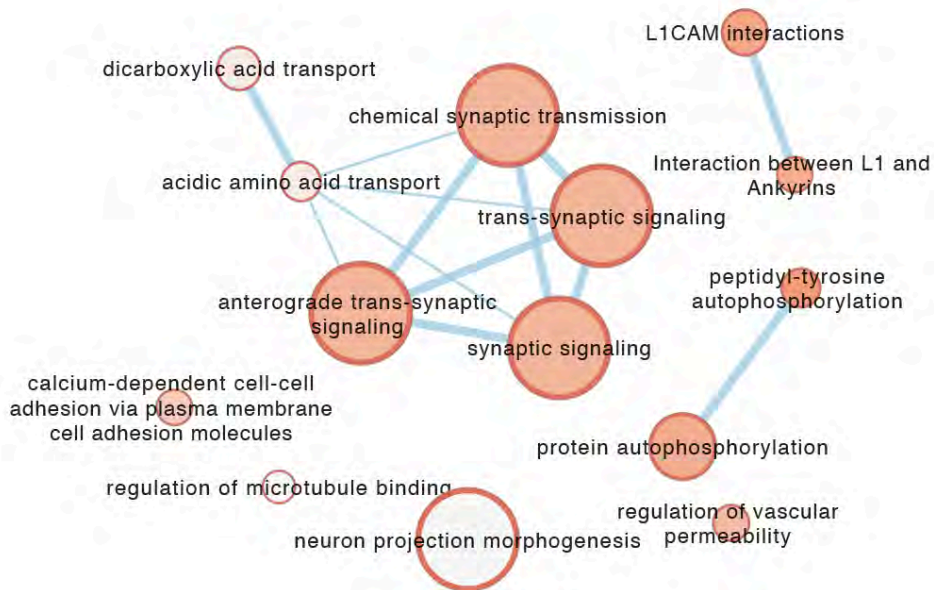 L1CAM interactions
dicarboxylic acid transport
chemical synaptic transmission
Interaction between L1 and
Ankyrins
acidic amino acid transport
trans-synaptic signaling
peptidyl-tyrosine
autophosphorylation
anterograde trans-synaptic
signaling
synaptic signaling
calcium-dependent cell-cell
adhesion via plasma membrane
cell adhesion molecules
protein autophosphorylation
regulation of microtubule binding
regulation of vascular
permeability
neuron projection morphogenesis